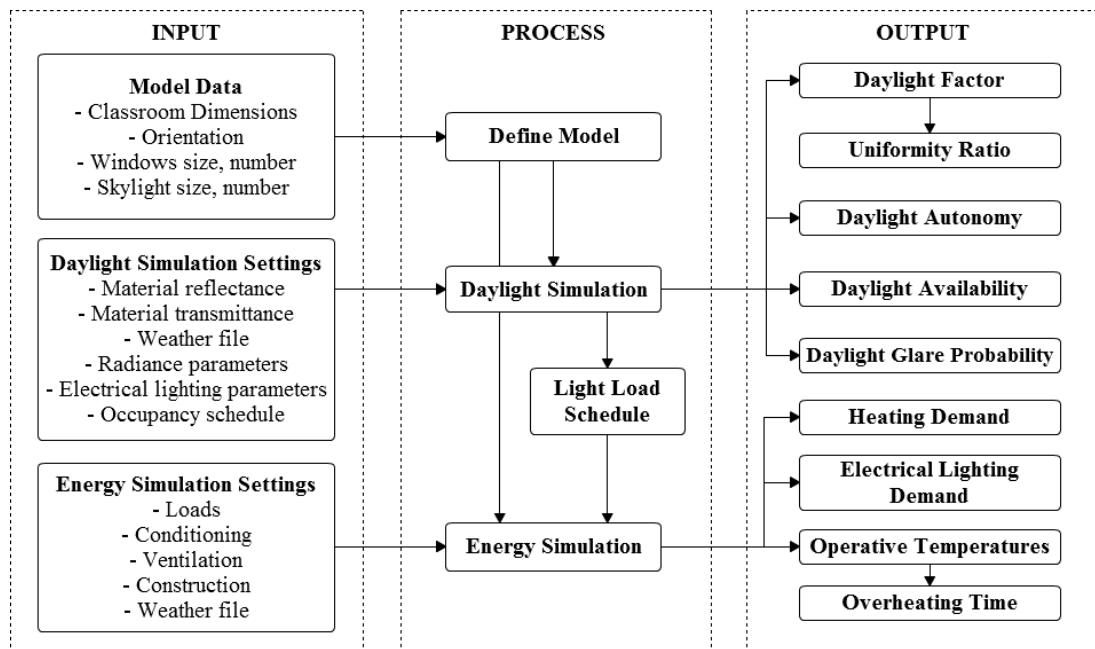 INPUT
Model Data
- Classroom Dimensions
- Orientation
- Windows size, number
- Skylight size, number
Daylight Simulation Settings
- Material reflectance
- Material transmittance
- Weather file
- Radiance parameters
- Electrical lighting parameters
- Occupancy schedule
Energy Simulation Settings
- Loads
- Conditioning
- Ventilation
- Construction
- Weather file
PROCESS
Define Model
Daylight Simulation
Light Load
Schedule
Energy Simulation
OUTPUT
Daylight Factor
Uniformity Ratio
Daylight Autonomy
Daylight Availability
Daylight Glare Probability
Heating Demand
Electrical Lighting
Demand
Operative Temperatures
Overheating Time